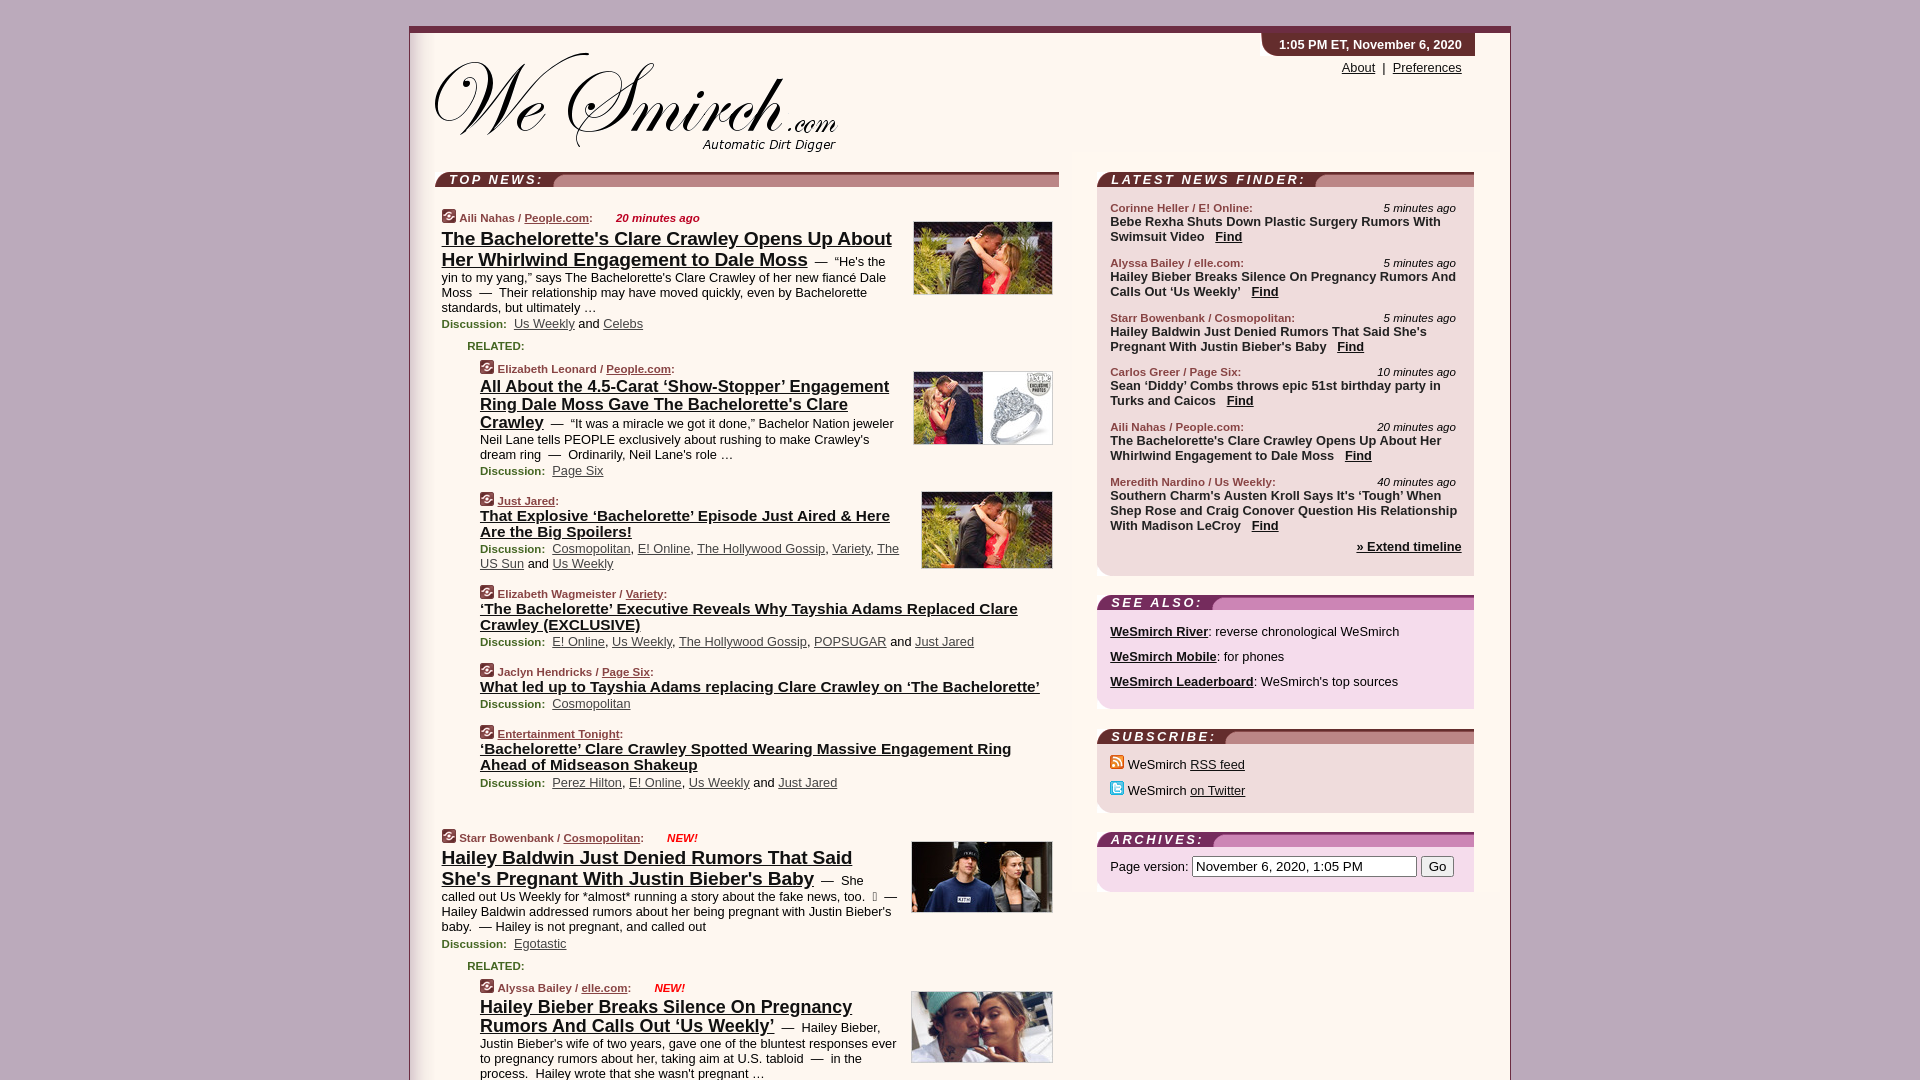 1:05 PM ET, November 6, 2020
About | Preferences
We Smirch .com
Automatic Dirt Digger
TOP NEWS:
Aili Nahas / People.com: 20 minutes ago
The Bachelorette's Clare Crawley Opens Up About
Her Whirlwind Engagement to Dale Moss — “He's the
yin to my yang,” says The Bachelorette's Clare Crawley of her new fiancé Dale
Moss — Their relationship may have moved quickly, even by Bachelorette
standards, but ultimately …
Discussion: Us Weekly and Celebs
RELATED:
Elizabeth Leonard / People.com:
All About the 4.5-Carat ‘Show-Stopper’ Engagement
Ring Dale Moss Gave The Bachelorette's Clare
Crawley — “It was a miracle we got it done,” Bachelor Nation jeweler
Neil Lane tells PEOPLE exclusively about rushing to make Crawley's
dream ring — Ordinarily, Neil Lane's role …
Discussion: Page Six
Just Jared:
That Explosive ‘Bachelorette’ Episode Just Aired & Here
Are the Big Spoilers!
Discussion: Cosmopolitan, E! Online, The Hollywood Gossip, Variety, The
US Sun and Us Weekly
Elizabeth Wagmeister / Variety:
‘The Bachelorette’ Executive Reveals Why Tayshia Adams Replaced Clare
Crawley (EXCLUSIVE)
Discussion: E! Online, Us Weekly, The Hollywood Gossip, POPSUGAR and Just Jared
Jaclyn Hendricks / Page Six:
What led up to Tayshia Adams replacing Clare Crawley on ‘The Bachelorette’
Discussion: Cosmopolitan
Entertainment Tonight:
‘Bachelorette’ Clare Crawley Spotted Wearing Massive Engagement Ring
Ahead of Midseason Shakeup
Discussion: Perez Hilton, E! Online, Us Weekly and Just Jared
Starr Bowenbank / Cosmopolitan: NEW!
Hailey Baldwin Just Denied Rumors That Said
She's Pregnant With Justin Bieber's Baby — She
called out Us Weekly for *almost* running a story about the fake news, too. —
Hailey Baldwin addressed rumors about her being pregnant with Justin Bieber's
baby. — Hailey is not pregnant, and called out
Discussion: Egotastic
RELATED:
Alyssa Bailey / elle.com: NEW!
Hailey Bieber Breaks Silence On Pregnancy
Rumors And Calls Out ‘Us Weekly’ — Hailey Bieber,
Justin Bieber's wife of two years, gave one of the bluntest responses ever
to pregnancy rumors about her, taking aim at U.S. tabloid — in the
process. Hailey wrote that she wasn't pregnant …
LATEST NEWS FINDER:
Corinne Heller / E! Online: 5 minutes ago
Bebe Rexha Shuts Down Plastic Surgery Rumors With
Swimsuit Video Find
Alyssa Bailey / elle.com: 5 minutes ago
Hailey Bieber Breaks Silence On Pregnancy Rumors And
Calls Out ‘Us Weekly’ Find
Starr Bowenbank / Cosmopolitan: 5 minutes ago
Hailey Baldwin Just Denied Rumors That Said She's
Pregnant With Justin Bieber's Baby Find
Carlos Greer / Page Six: 10 minutes ago
Sean ‘Diddy’ Combs throws epic 51st birthday party in
Turks and Caicos Find
Aili Nahas / People.com: 20 minutes ago
The Bachelorette's Clare Crawley Opens Up About Her
Whirlwind Engagement to Dale Moss Find
Meredith Nardino / Us Weekly: 40 minutes ago
Southern Charm's Austen Kroll Says It's ‘Tough’ When
Shep Rose and Craig Conover Question His Relationship
With Madison LeCroy Find
» Extend timeline
SEE ALSO:
WeSmirch River: reverse chronological WeSmirch
WeSmirch Mobile: for phones
WeSmirch Leaderboard: WeSmirch's top sources
SUBSCRIBE:
WeSmirch RSS feed
WeSmirch on Twitter
ARCHIVES:
Page version: November 6, 2020, 1:05 PM Go